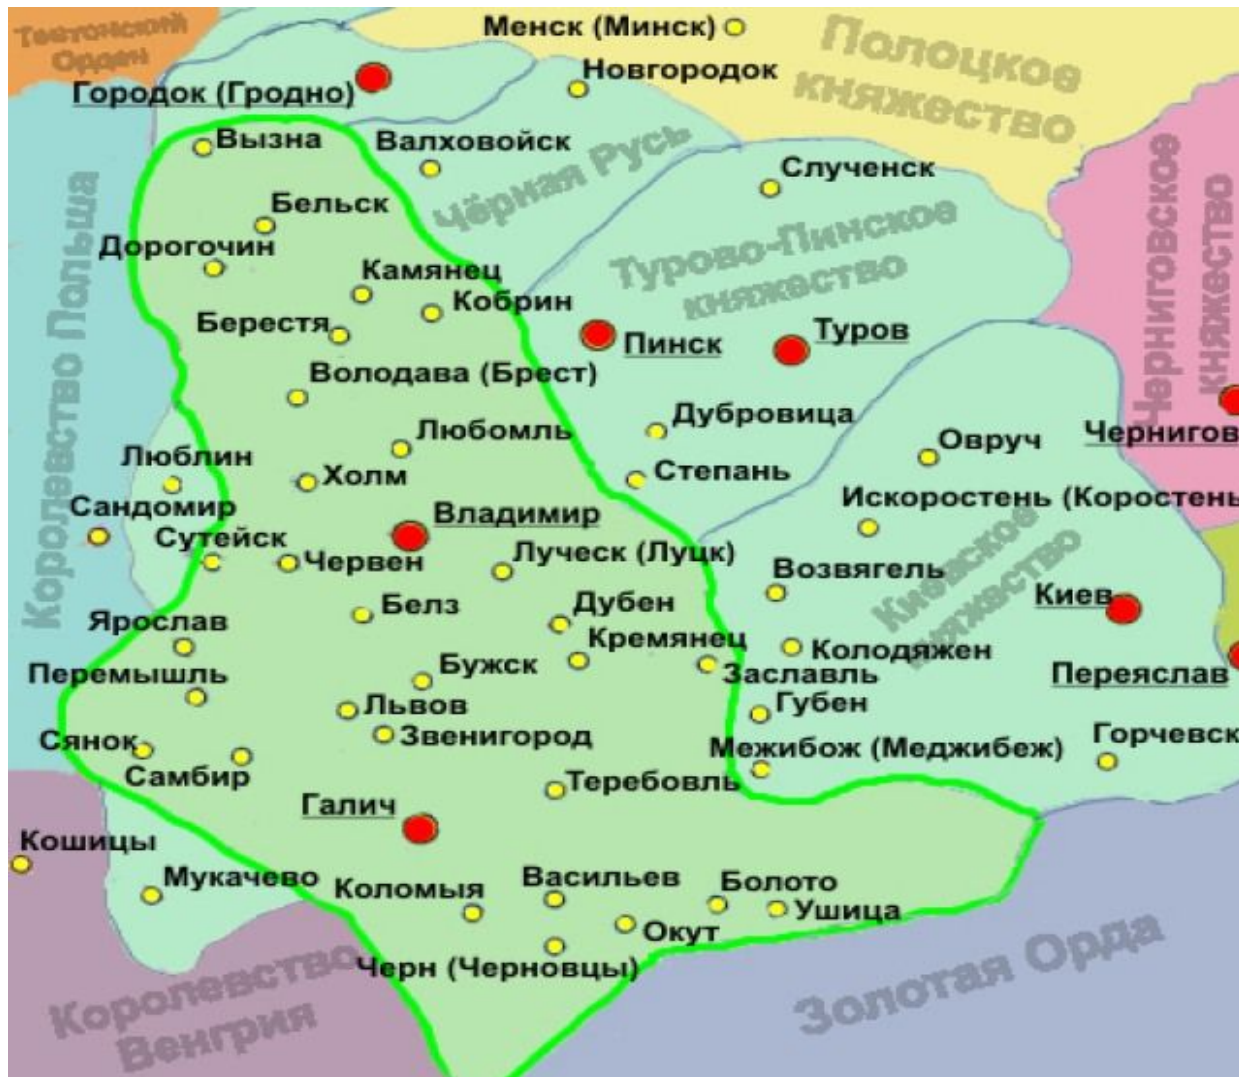 Тевтонский
Орден
Менск (Минск)
Полоцкое
княжество
Новгородок
Городок (Гродно)
Вызна
Валховойск
Чёрная Русь
Слученск
Черниговское
княжество
Королевство Польша
Бельск
Дорогочин
Турово-Пинское
княжество
Камянец
Кобрин
Берестя
Пинск
Туров
Володава (Брест)
Дубровица
Любомль
Чернигов
Овруч
Люблин
Холм
Степань
Искоростень (Коростень
Сандомир
Владимир
Сутейск
Червен
Луческ (Луцк)
Киевское
княжество
Возвягель
Киев
Белз
Дубен
Ярослав
Кремянец
Колодяжен
Перемышль
Бужск
Заславль
Переяслав
Львов
Губен
Сянок
Звенигород
Межибож (Меджибеж)
Горчевск
Самбир
Теребовль
Галич
Кошицы
Мукачево
Коломыя
Васильев
Болото
Ушица
Окут
Черн (Черновцы)
Королевство
Венгрия
Золотая Орда